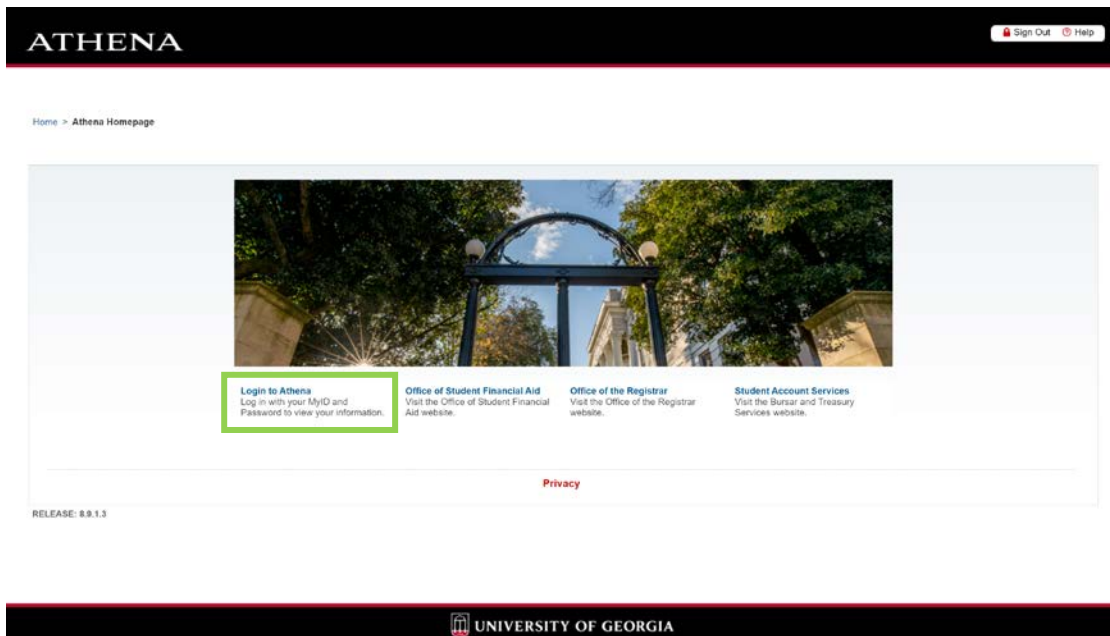 ATHENA
Sign Out Help
Home > Athena Homepage
Login to Athena
Log in with your MyID and
Password to view your information.
Office of Student Financial Aid
Visit the Office of Student Financial
Aid website.
Office of the Registrar
Visit the Office of the Registrar
website.
Student Account Services
Visit the Bursar and Treasury
Services website.
Privacy
RELEASE: 8.9.1.3
UNIVERSITY OF GEORGIA